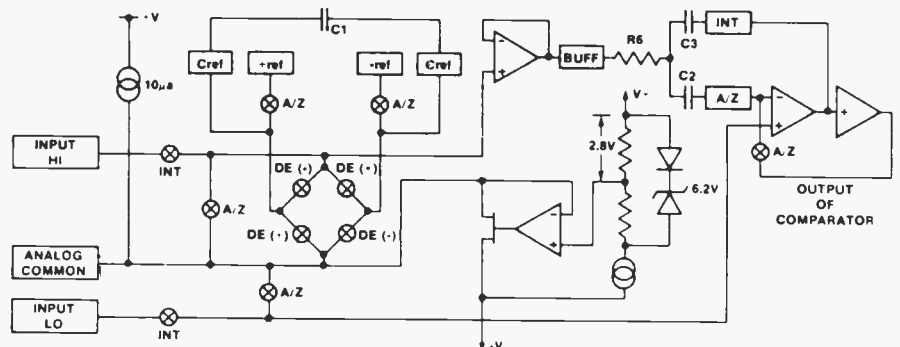 -V
C1
Cref
+ref
-ref
Cref
10µa
A/Z
A/Z
BUFF
R6
C3
INT
C2
A/Z
V-
2.8V
6.2V
A/Z
OUTPUT
OF
COMPARATOR
INPUT
HI
INT
A/Z
DE (-)
DE (-)
DE (-)
DE (-)
ANALOG
COMMON
A/Z
INPUT
LO
INT
-V